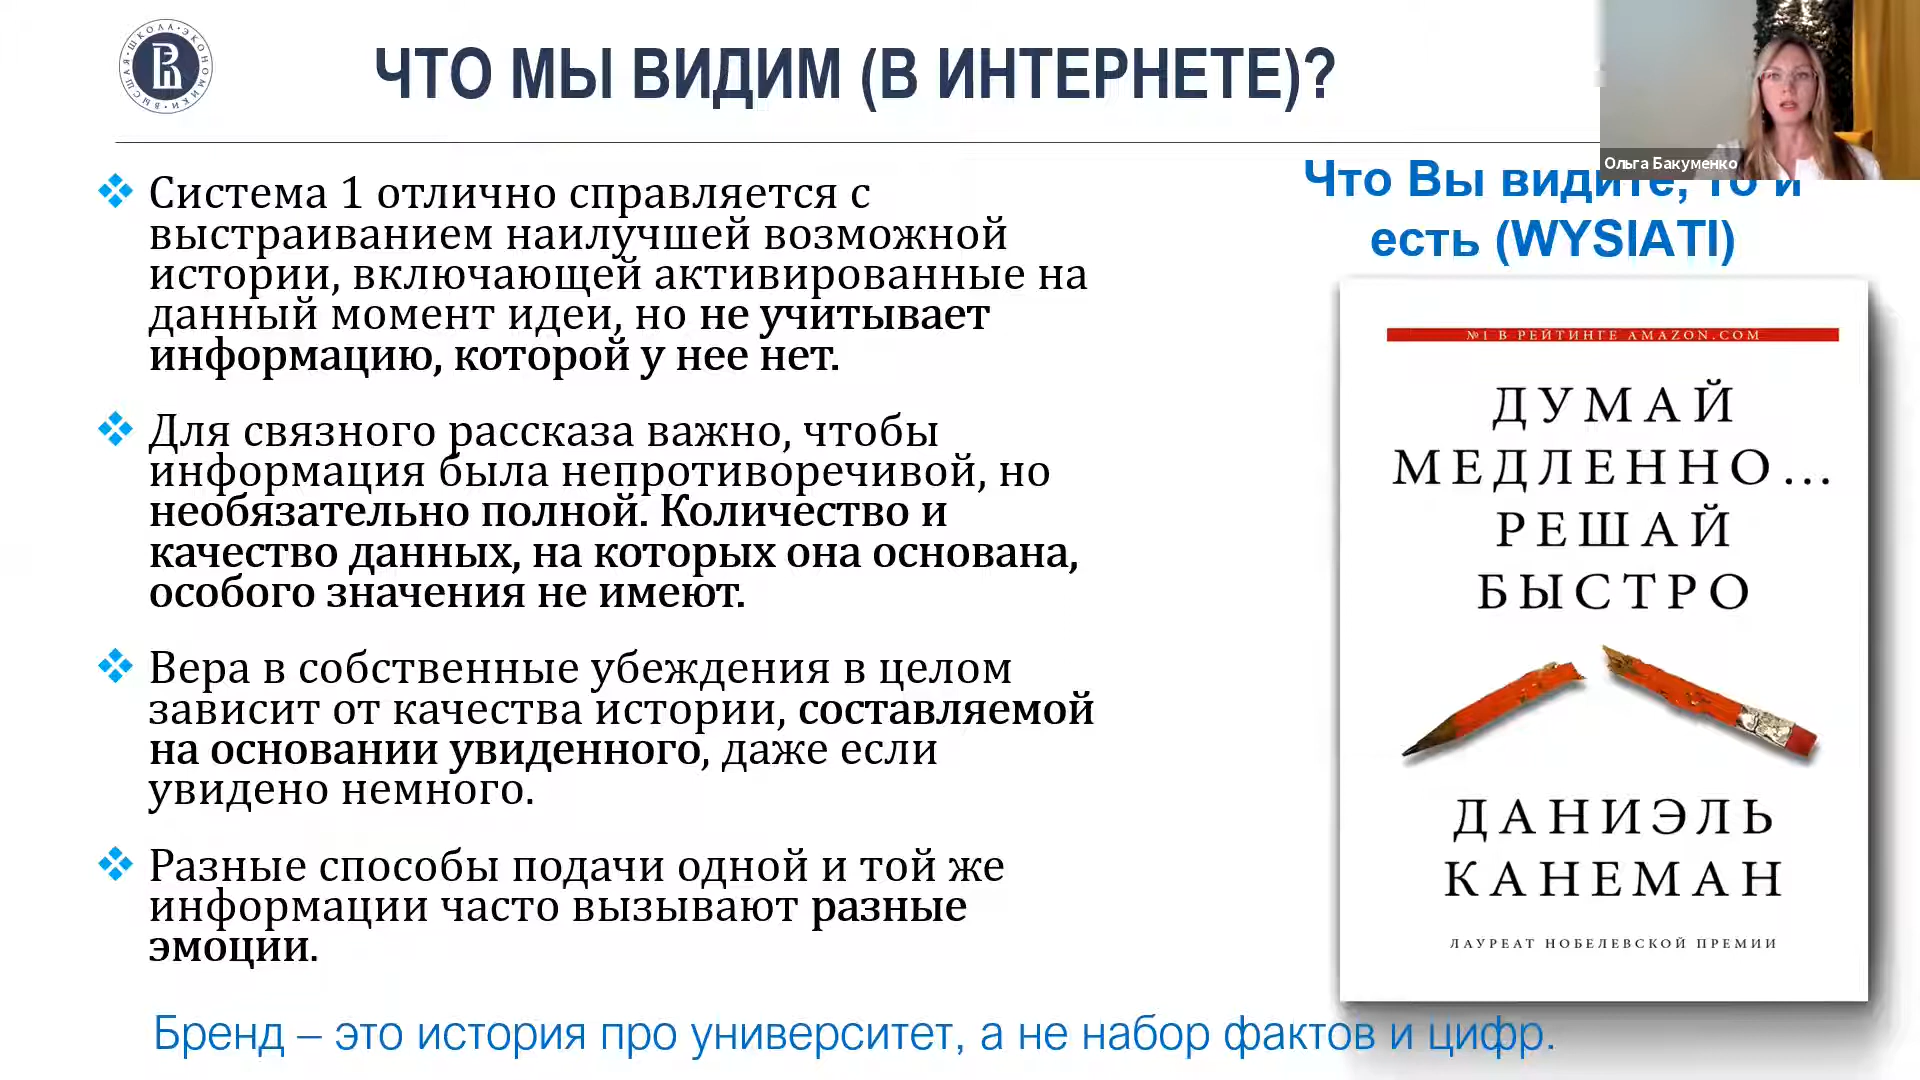 ВЫСШАЯ ШКОЛА ЭКОНОМИКИ
ЧТО МЫ ВИДИМ (В ИНТЕРНЕТЕ)?
Ольга Бакуменко
Система 1 отлично справляется с
выстраиванием наилучшей возможной
истории, включающей активированные на
данный момент идеи, но не учитывает
информацию, которой у нее нет.
Для связного рассказа важно, чтобы
информация была непротиворечивой, но
необязательно полной. Количество и
качество данных, на которых она основана,
особого значения не имеют.
Вера в собственные убеждения в целом
зависит от качества истории, составляемой
на основании увиденного, даже если
увидено немного.
Разные способы подачи одной и той же
информации часто вызывают разные
эмоции.
Что Вы видите, то и
есть (WYSIATI)
№1 В РЕЙТИНГЕ AMAZON.COM
ДУМАЙ
МЕДЛЕННО...
РЕШАЙ
БЫСТРО
ДАНИЭЛЬ
КАНЕМАН
ЛАУРЕАТ НОБЕЛЕВСКОЙ ПРЕМИИ
Бренд – это история про университет, а не набор фактов и цифр.